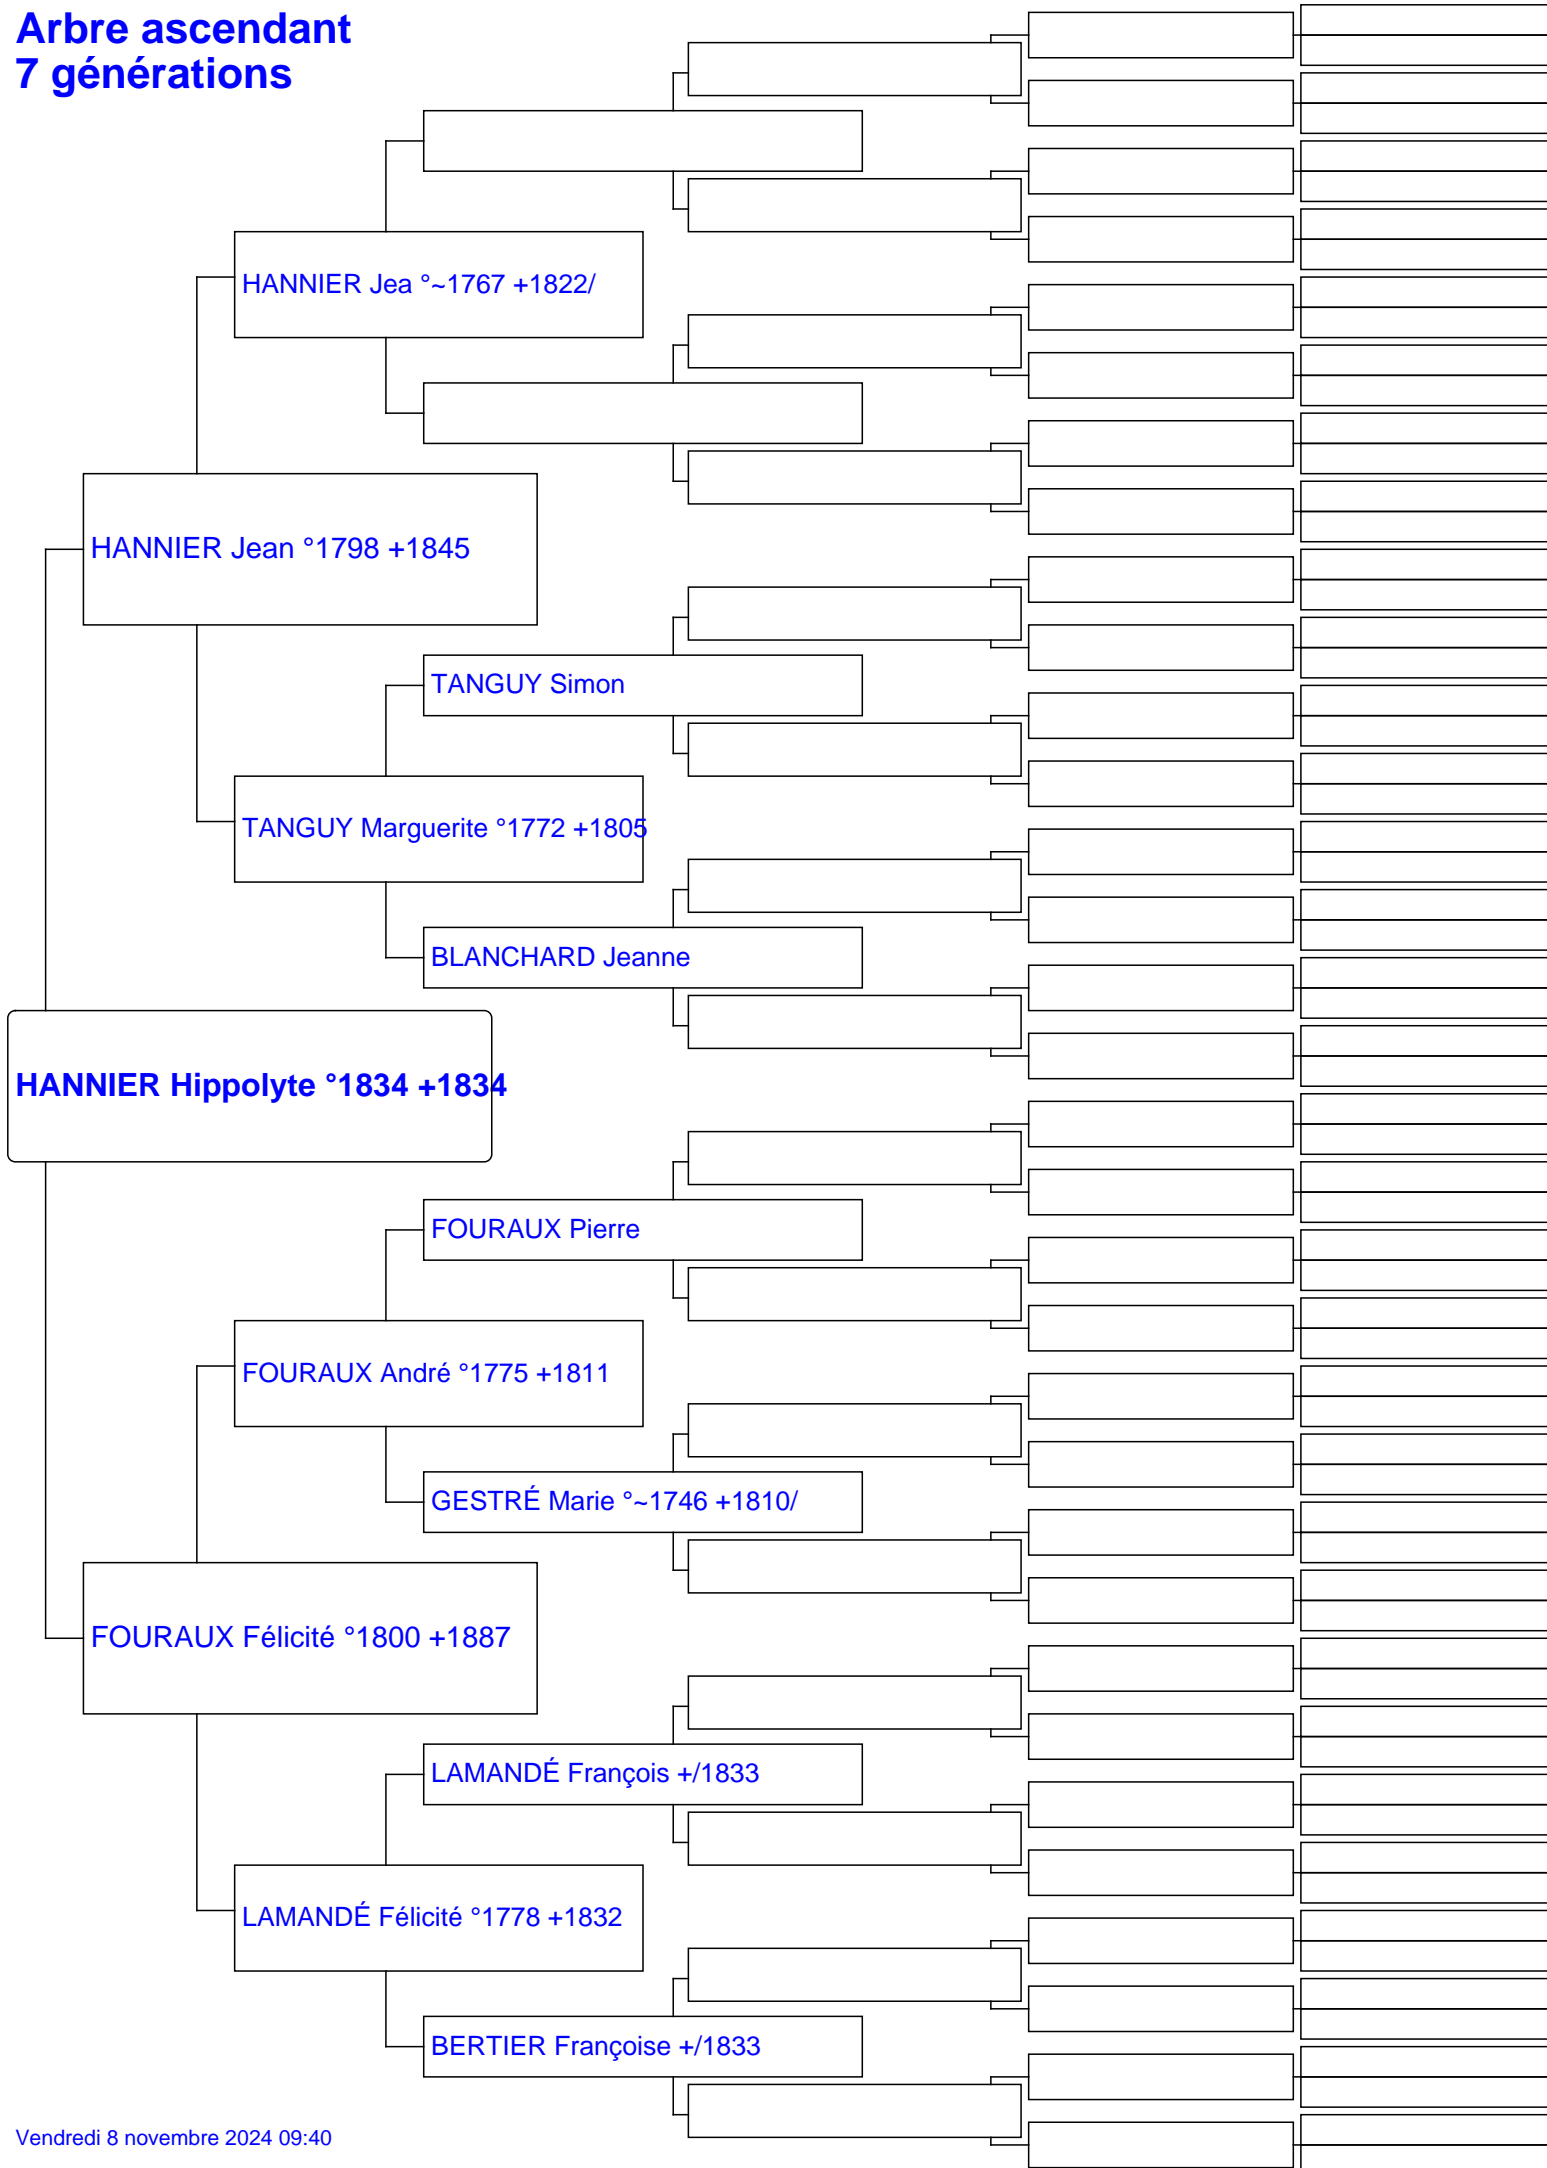 Arbre ascendant
7 générations
HANNIER Jea °~1767 +1822/
HANNIER Jean °1798 +1845
TANGUY Simon
TANGUY Marguerite °1772 +1805
BLANCHARD Jeanne
HANNIER Hippolyte °1834 +1834
FOURAUX Pierre
FOURAUX André °1775 +1811
GESTRÉ Marie °~1746 +1810/
FOURAUX Félicité °1800 +1887
LAMANDÉ François +/1833
LAMANDÉ Félicité °1778 +1832
BERTIER Françoise +/1833
Vendredi 8 novembre 2024 09:40